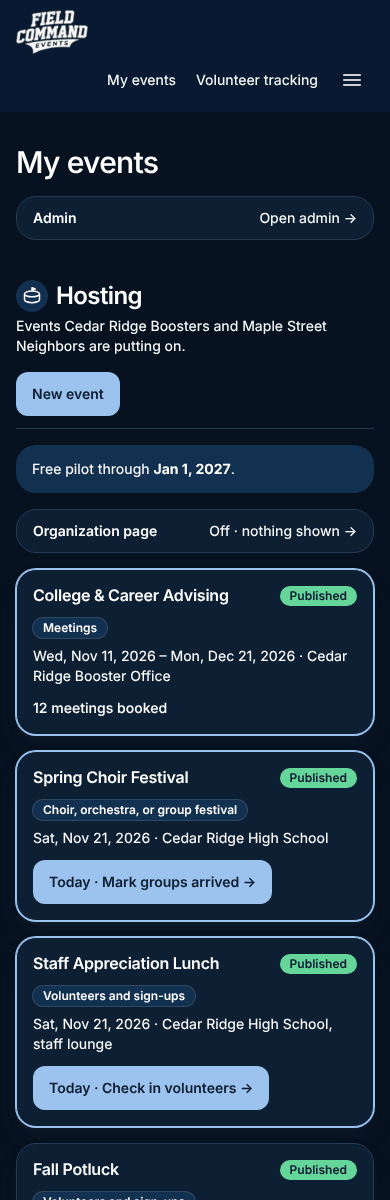 FIELD
COMMAND
EVENTS
My events
Volunteer tracking
My events
Admin
Open admin →
Hosting
Events Cedar Ridge Boosters and Maple Street
Neighbors are putting on.
New event
Free pilot through Jan 1, 2027.
Organization page
Off · nothing shown →
College & Career Advising
Published
Meetings
Wed, Nov 11, 2026 – Mon, Dec 21, 2026 · Cedar
Ridge Booster Office
12 meetings booked
Spring Choir Festival
Published
Choir, orchestra, or group festival
Sat, Nov 21, 2026 · Cedar Ridge High School
Today · Mark groups arrived →
Staff Appreciation Lunch
Published
Volunteers and sign-ups
Sat, Nov 21, 2026 · Cedar Ridge High School,
staff lounge
Today · Check in volunteers →
Fall Potluck
Published
Volunteers and sign-ups